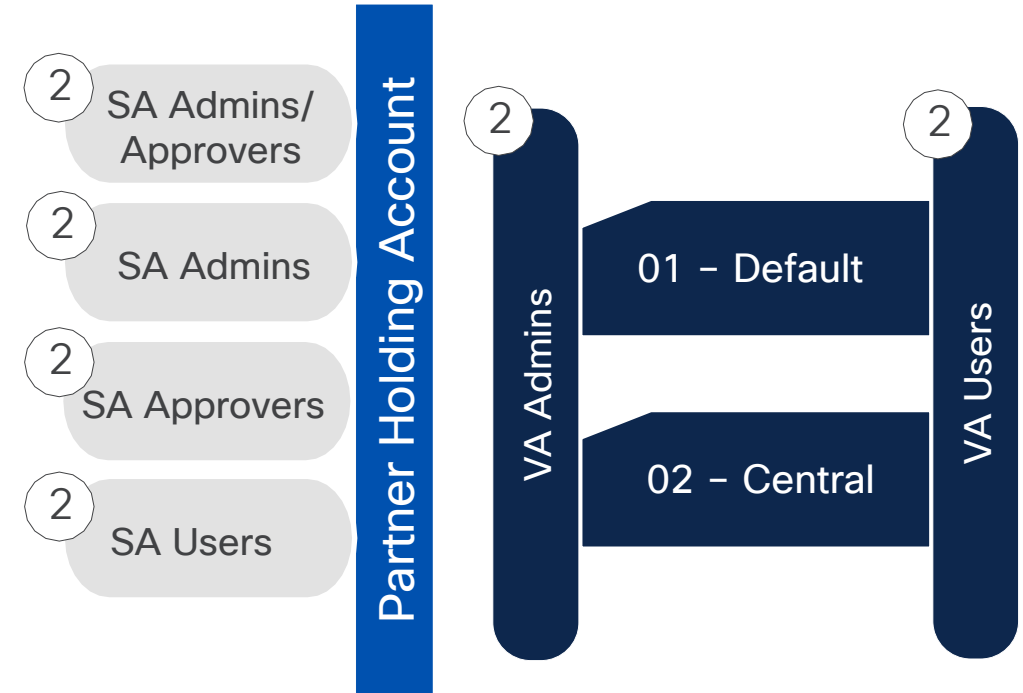 2
SA Admins/
Approvers
2
SA Admins
2
SA Approvers
2
SA Users
Partner Holding Account
2
VA Admins
01 – Default
02 – Central
2
VA Users